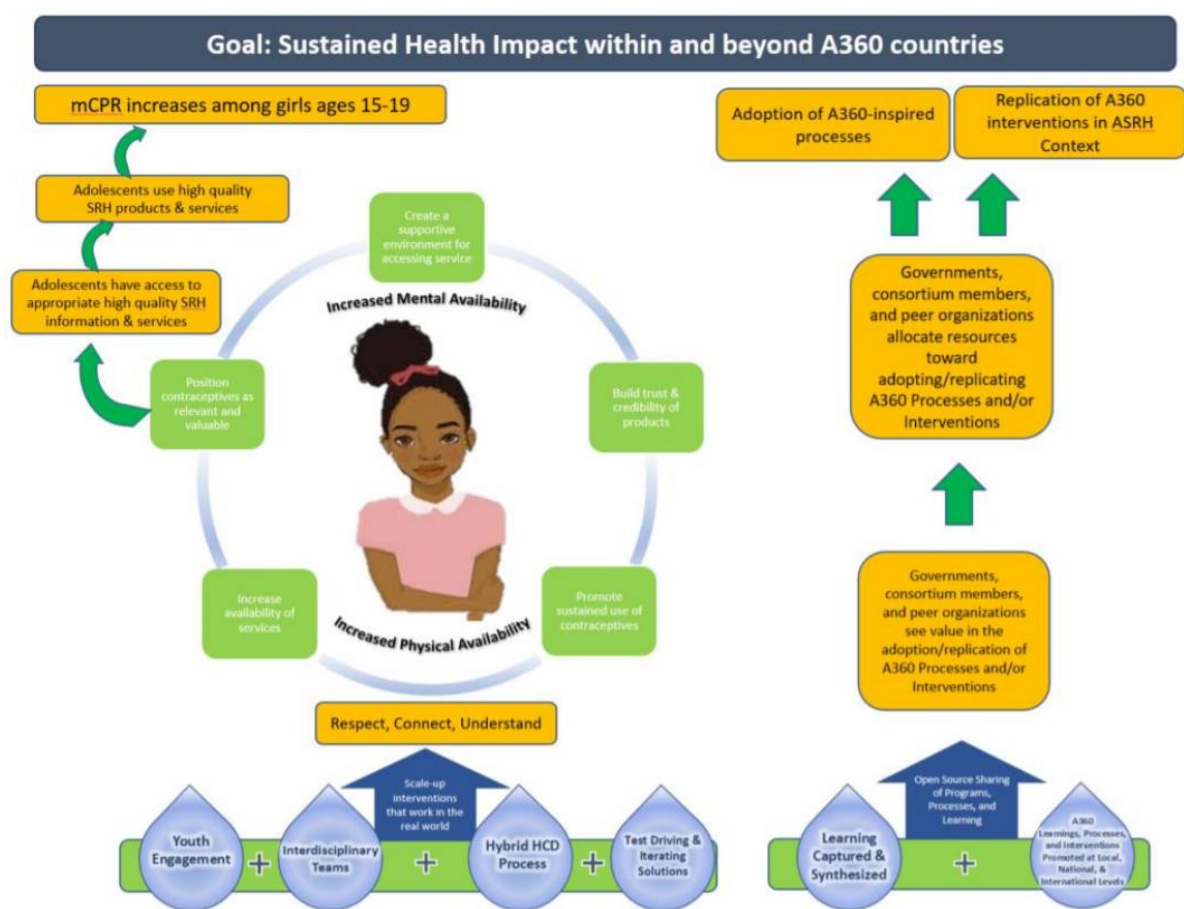 Goal: Sustained Health Impact within and beyond A360 countries
mCPR increases among girls ages 15-19
Adolescents use high quality
SRH products & services
Adolescents have access to
appropriate high quality SRH
information & services
Create a
supportive
environment for
accessing service
Increased Mental Availability
Position
contraceptives as
relevant and
valuable
Build trust &
credibility of
products
Increase
availability of
services
Promote
sustained use of
contraceptives
Increased Physical Availability
Respect, Connect, Understand
Scale-up
interventions
that work in the
real world
Youth
Engagement
+
Interdisciplinary
Teams
+
Hybrid HCD
Process
+
Test Driving &
Iterating
Solutions
Adoption of A360-inspired
processes
Replication of A360
interventions in ASRH
Context
Governments,
consortium members,
and peer organizations
allocate resources
toward
adopting/replicating
A360 Processes and/or
Interventions
Governments,
consortium members,
and peer organizations
see value in the
adoption/replication of
A360 Processes and/or
Interventions
Open Source Sharing
of Programs,
Processes, and
Learning
Learning
Captured &
Synthesized
+
A360
Learnings, Processes,
and Interventions
Promoted at Local,
National, &
International Levels